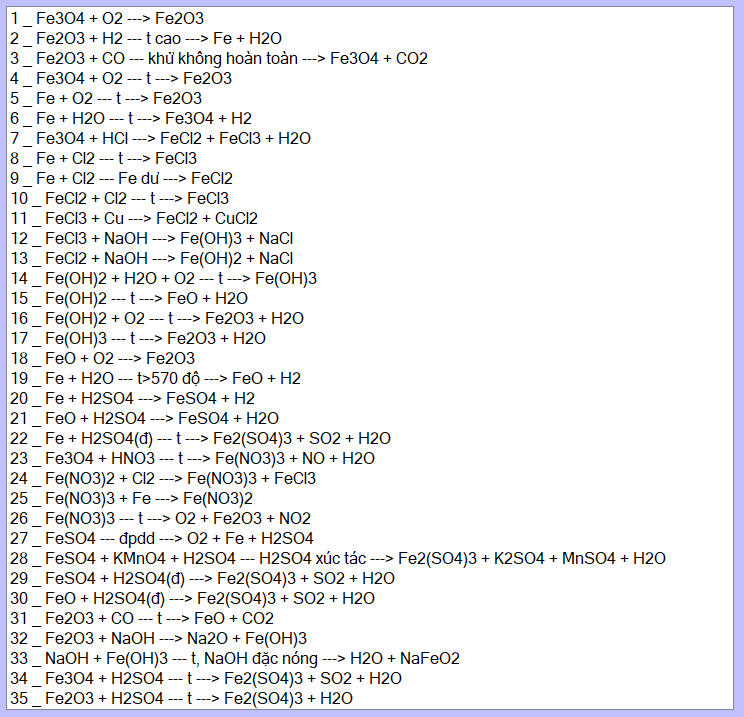 1 _ Fe3O4 + O2 ---> Fe2O3
2 _ Fe2O3 + H2 --- t cao ---> Fe + H2O
3 _ Fe2O3 + CO --- khử không hoàn toàn ---> Fe3O4 + CO2
4 _ Fe3O4 + O2 --- t ---> Fe2O3
5 _ Fe + O2 --- t ---> Fe2O3
6 _ Fe + H2O --- t ---> Fe3O4 + H2
7 _ Fe3O4 + HCl ---> FeCl2 + FeCl3 + H2O
8 _ Fe + Cl2 --- t ---> FeCl3
9 _ Fe + Cl2 --- Fe dư ---> FeCl2
10 _ FeCl2 + Cl2 --- t ---> FeCl3
11 _ FeCl3 + Cu ---> FeCl2 + CuCl2
12 _ FeCl3 + NaOH ---> Fe(OH)3 + NaCl
13 _ FeCl2 + NaOH ---> Fe(OH)2 + NaCl
14 _ Fe(OH)2 + H2O + O2 --- t ---> Fe(OH)3
15 _ Fe(OH)2 --- t ---> FeO + H2O
16 _ Fe(OH)2 + O2 --- t ---> Fe2O3 + H2O
17 _ Fe(OH)3 --- t ---> Fe2O3 + H2O
18 _ FeO + O2 ---> Fe2O3
19 _ Fe + H2O --- t>570 độ ---> FeO + H2
20 _ Fe + H2SO4 ---> FeSO4 + H2
21 _ FeO + H2SO4 ---> FeSO4 + H2O
22 _ Fe + H2SO4(đ) --- t ---> Fe2(SO4)3 + SO2 + H2O
23 _ Fe3O4 + HNO3 --- t ---> Fe(NO3)3 + NO + H2O
24 _ Fe(NO3)2 + Cl2 ---> Fe(NO3)3 + FeCl3
25 _ Fe(NO3)3 + Fe ---> Fe(NO3)2
26 _ Fe(NO3)3 --- t ---> O2 + Fe2O3 + NO2
27 _ FeSO4 --- đpdd ---> O2 + Fe + H2SO4
28 _ FeSO4 + KMnO4 + H2SO4 --- H2SO4 xúc tác ---> Fe2(SO4)3 + K2SO4 + MnSO4 + H2O
29 _ FeSO4 + H2SO4(đ) ---> Fe2(SO4)3 + SO2 + H2O
30 _ FeO + H2SO4(đ) ---> Fe2(SO4)3 + SO2 + H2O
31 _ Fe2O3 + CO --- t ---> FeO + CO2
32 _ Fe2O3 + NaOH ---> Na2O + Fe(OH)3
33 _ NaOH + Fe(OH)3 --- t, NaOH đặc nóng ---> H2O + NaFeO2
34 _ Fe3O4 + H2SO4 --- t ---> Fe2(SO4)3 + SO2 + H2O
35 _ Fe2O3 + H2SO4 --- t ---> Fe2(SO4)3 + H2O